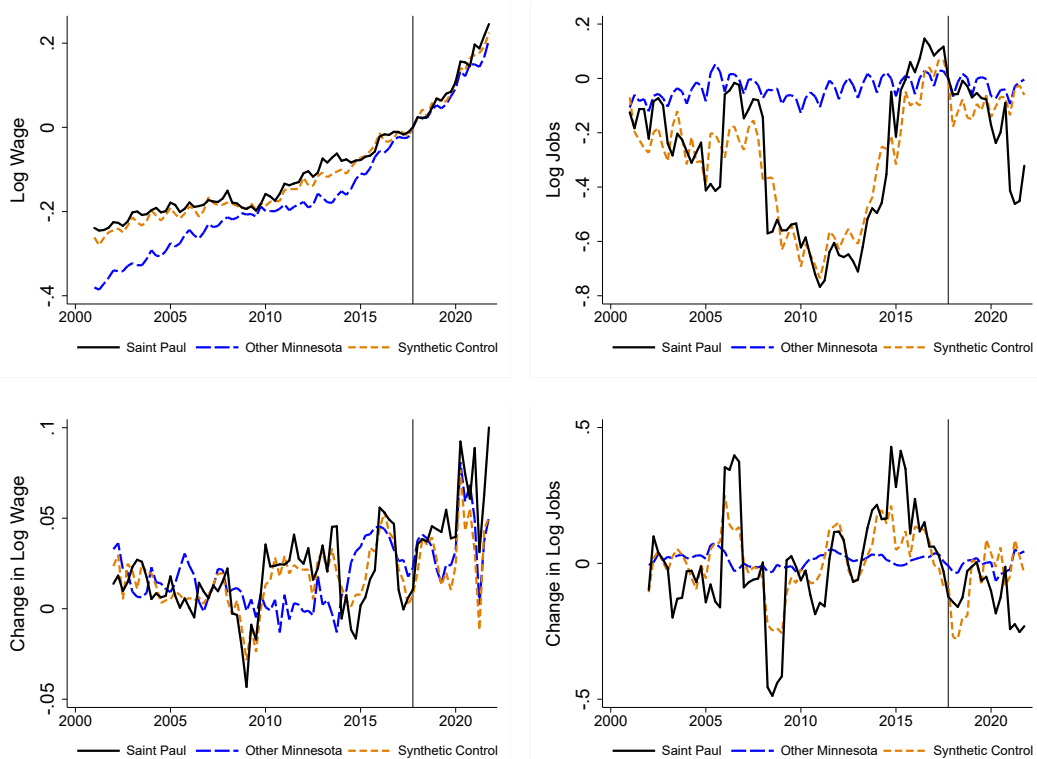 Log Wage
.2
0
-.2
-.4
2000 2005 2010 2015 2020
Saint Paul Other Minnesota Synthetic Control
Log Jobs
.2
0
-.2
-.4
-.6
-.8
2000 2005 2010 2015 2020
Saint Paul Other Minnesota Synthetic Control
Change in Log Wage
.1
.05
0
-.05
2000 2005 2010 2015 2020
Saint Paul Other Minnesota Synthetic Control
Change in Log Jobs
.5
0
-.5
2000 2005 2010 2015 2020
Saint Paul Other Minnesota Synthetic Control